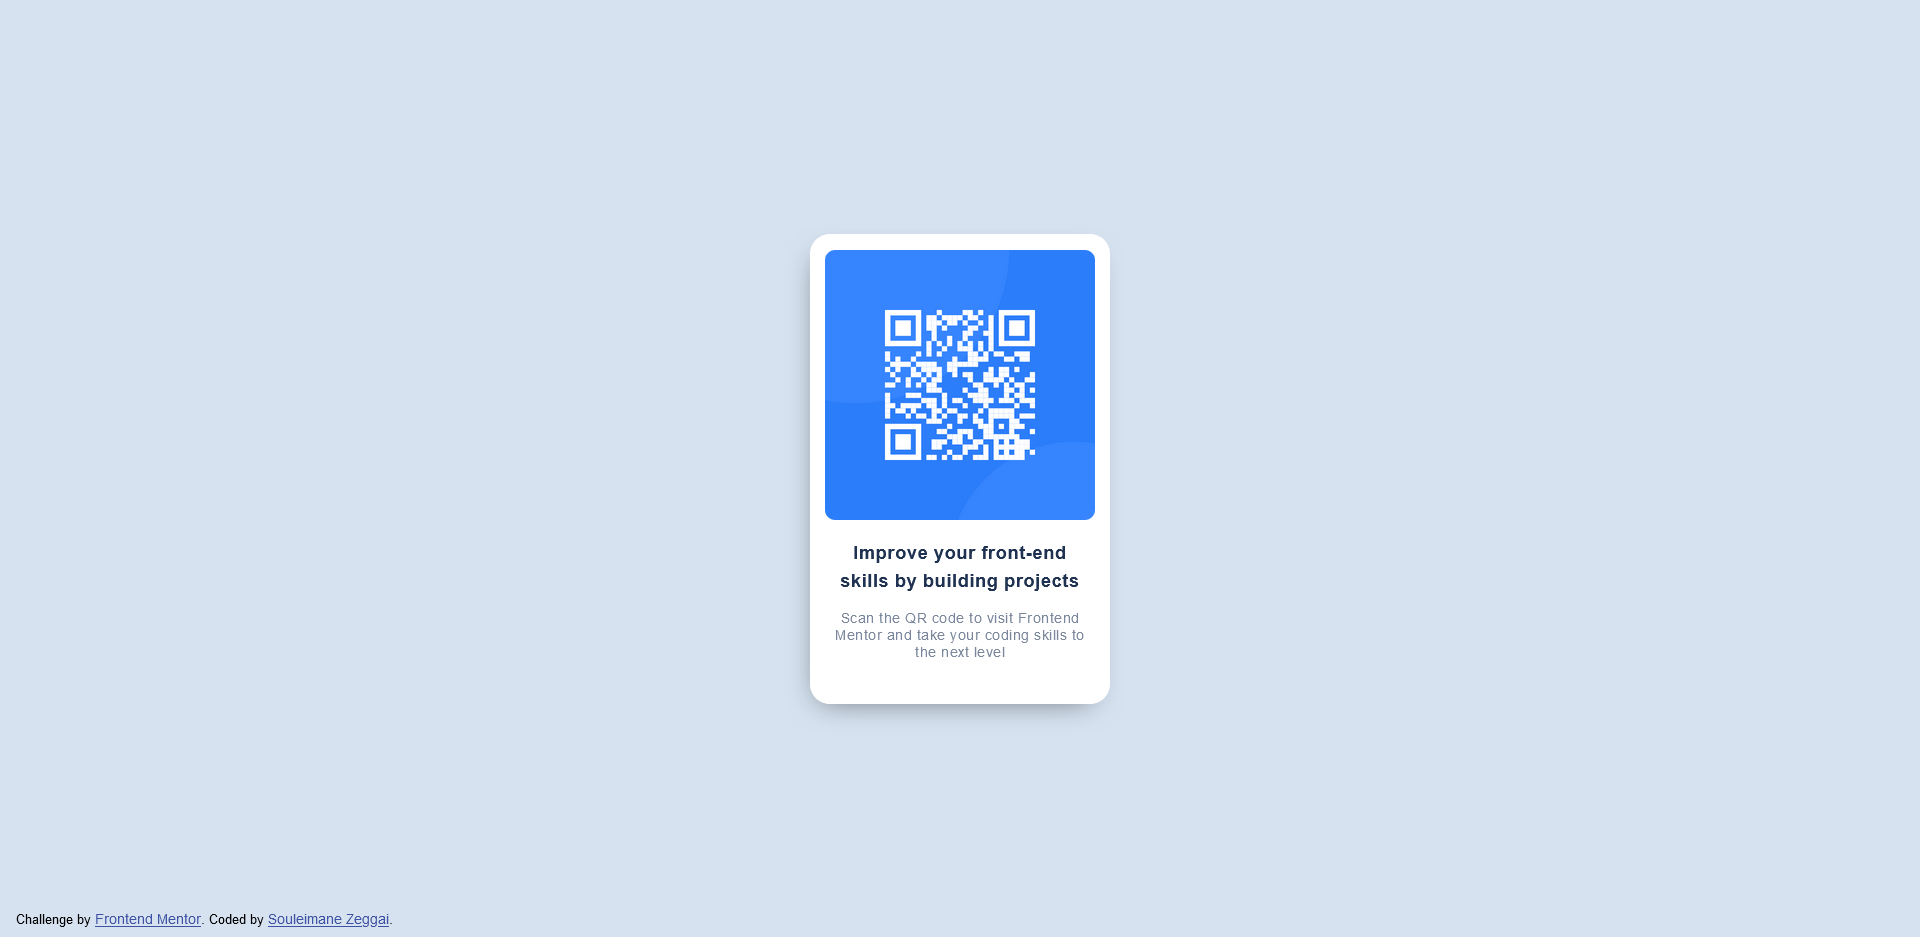 Improve your front-end
skills by building projects
Scan the QR code to visit Frontend
Mentor and take your coding skills to
the next level
Challenge by Frontend Mentor. Coded by Souleimane Zeggai.